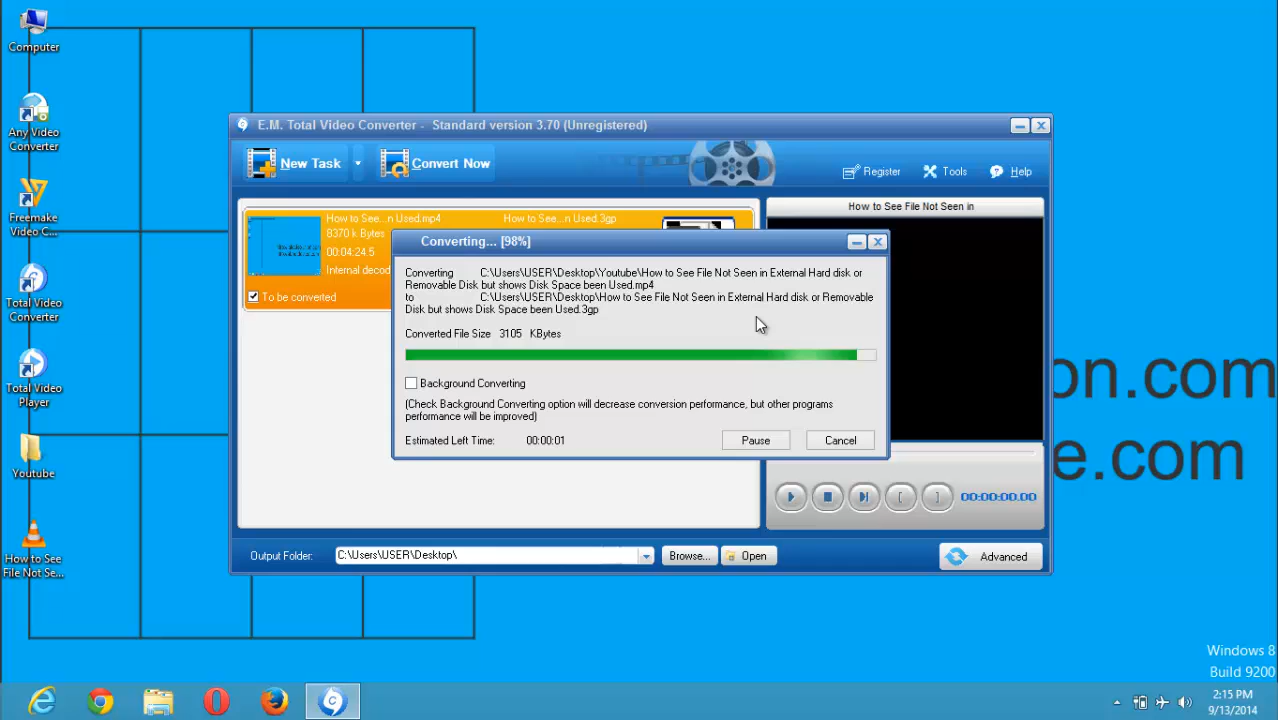 Computer
Any Video
Converter
Freemake
Video C...
Total Video
Converter
Total Video
Player
Youtube
How to See
File Not Se...
E.M. Total Video Converter - Standard version 3.70 (Unregistered)
New Task
Convert Now
Register
Tools
Help
How to See...n Used.mp4
How to See...n Used.3gp
8370 k Bytes
00:04:24.5
Internal decod
To be converted
How to See File Not Seen in
Converting... [98%]
Converting C:\Users\USER\Desktop\Youtube\How to See File Not Seen in External Hard disk or
Removable Disk but shows Disk Space been Used.mp4
to C:\Users\USER\Desktop\How to See File Not Seen in External Hard disk or Removable
Disk but shows Disk Space been Used.3gp
Converted File Size 3105 KBytes
Background Converting
(Check Background Converting option will decrease conversion performance, but other programs
performance will be improved)
Estimated Left Time: 00:00:01
Pause
Cancel
on.com
e.com
00:00:00.00
Output Folder:
C:\Users\USER\Desktop\
Browse...
Open
Advanced
Windows 8
Build 9200
2:15 PM
9/13/2014